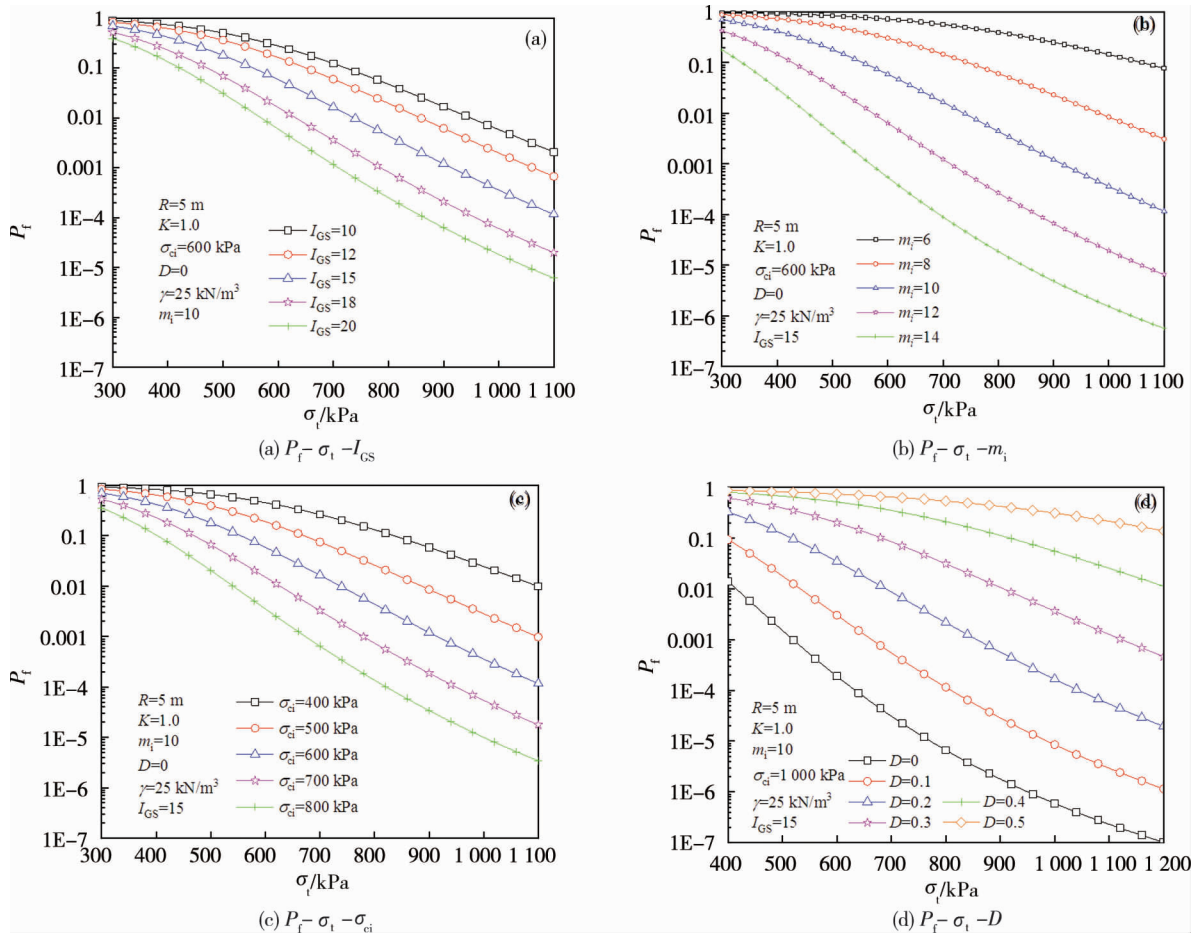 (a)
1
0.1
0.01
0.001
1E-4
1E-5
1E-6
1E-7
P_f
R=5 m
K=1.0
σ_ci=600 kPa
D=0
γ=25 kN/m³
m_i=10
I_GS=10
I_GS=12
I_GS=15
I_GS=18
I_GS=20
300 400 500 600 700 800 900 1 000 1 100
σ_t/kPa
(a) P_f- σ_t -I_GS
(b)
1
0.1
0.01
0.001
1E-4
1E-5
1E-6
1E-7
P_f
R=5 m
K=1.0
σ_ci=600 kPa
D=0
γ=25 kN/m³
I_GS=15
m_i=6
m_i=8
m_i=10
m_i=12
m_i=14
300 400 500 600 700 800 900 1 000 1 100
σ_t/kPa
(b) P_f- σ_t -m_i
(c)
1
0.1
0.01
0.001
1E-4
1E-5
1E-6
1E-7
P_f
R=5 m
K=1.0
m_i=10
D=0
γ=25 kN/m³
I_GS=15
σ_ci=400 kPa
σ_ci=500 kPa
σ_ci=600 kPa
σ_ci=700 kPa
σ_ci=800 kPa
300 400 500 600 700 800 900 1 000 1 100
σ_t/kPa
(c) P_f- σ_t -σ_ci
(d)
1
0.1
0.01
0.001
1E-4
1E-5
1E-6
1E-7
P_f
R=5 m
K=1.0
m_i=10
σ_ci=1 000 kPa
γ=25 kN/m³
I_GS=15
D=0
D=0.1
D=0.2 D=0.4
D=0.3 D=0.5
400 500 600 700 800 900 1 000 1 100 1 200
σ_t/kPa
(d) P_f- σ_t -D